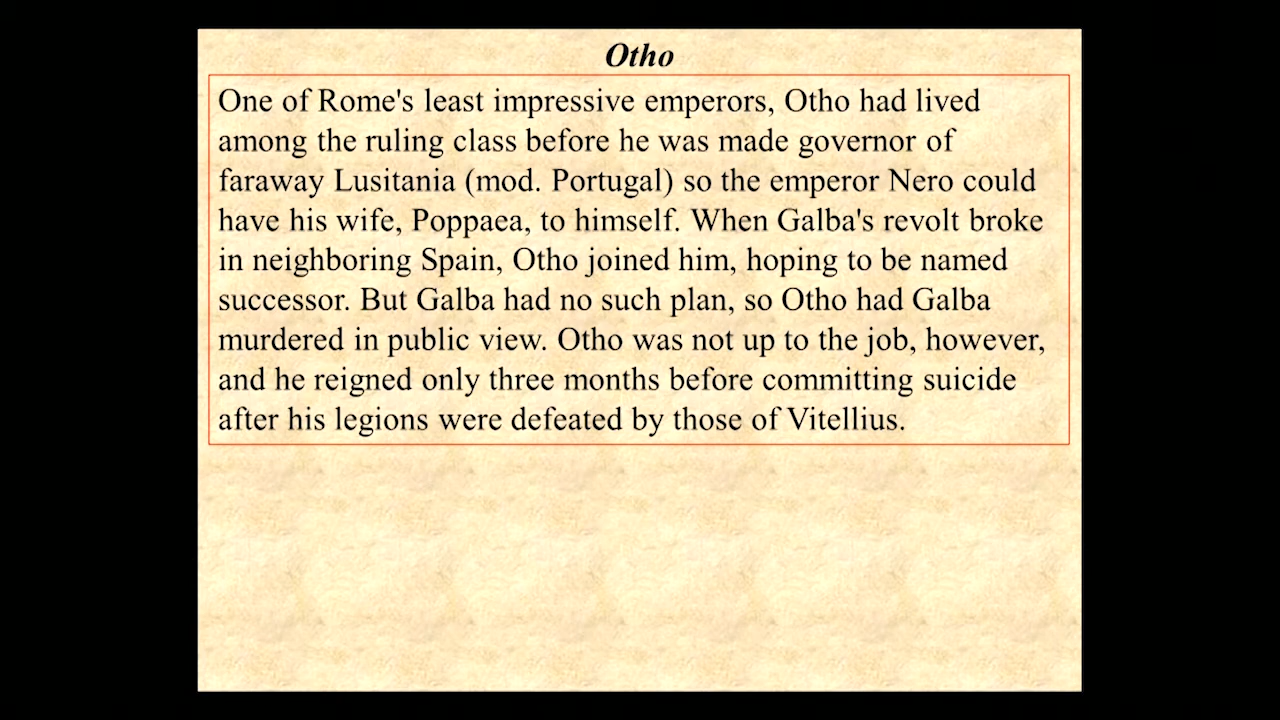 Otho
One of Rome's least impressive emperors, Otho had lived
among the ruling class before he was made governor of
faraway Lusitania (mod. Portugal) so the emperor Nero could
have his wife, Poppaea, to himself. When Galba's revolt broke
in neighboring Spain, Otho joined him, hoping to be named
successor. But Galba had no such plan, so Otho had Galba
murdered in public view. Otho was not up to the job, however,
and he reigned only three months before committing suicide
after his legions were defeated by those of Vitellius.